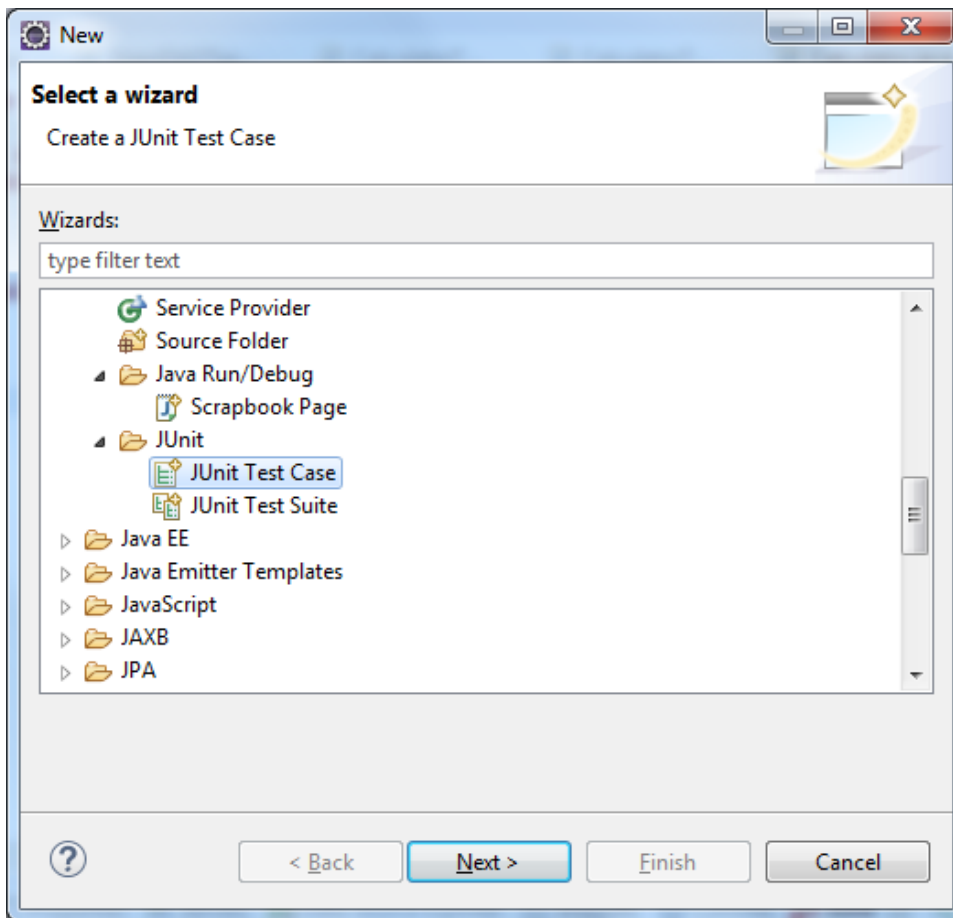 New
Select a wizard
Create a JUnit Test Case
Wizards:
type filter text
Service Provider
Source Folder
Java Run/Debug
Scrapbook Page
JUnit
JUnit Test Case
JUnit Test Suite
Java EE
Java Emitter Templates
JavaScript
JAXB
JPA
?
< Back Next > Finish Cancel